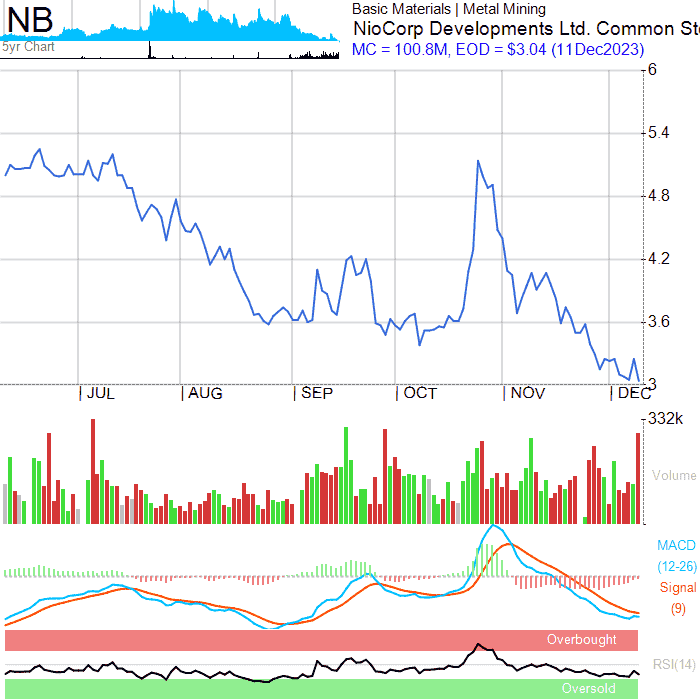 NB
5yr Chart
Basic Materials | Metal Mining
NioCorp Developments Ltd. Common St
MC = 100.8M, EOD = $3.04 (11Dec2023)
6
5.4
4.8
4.2
3.6
3
JUL AUG SEP OCT NOV DEC
332k
Volume
MACD
(12-26)
Signal
(9)
Overbought
RSI(14)
Oversold